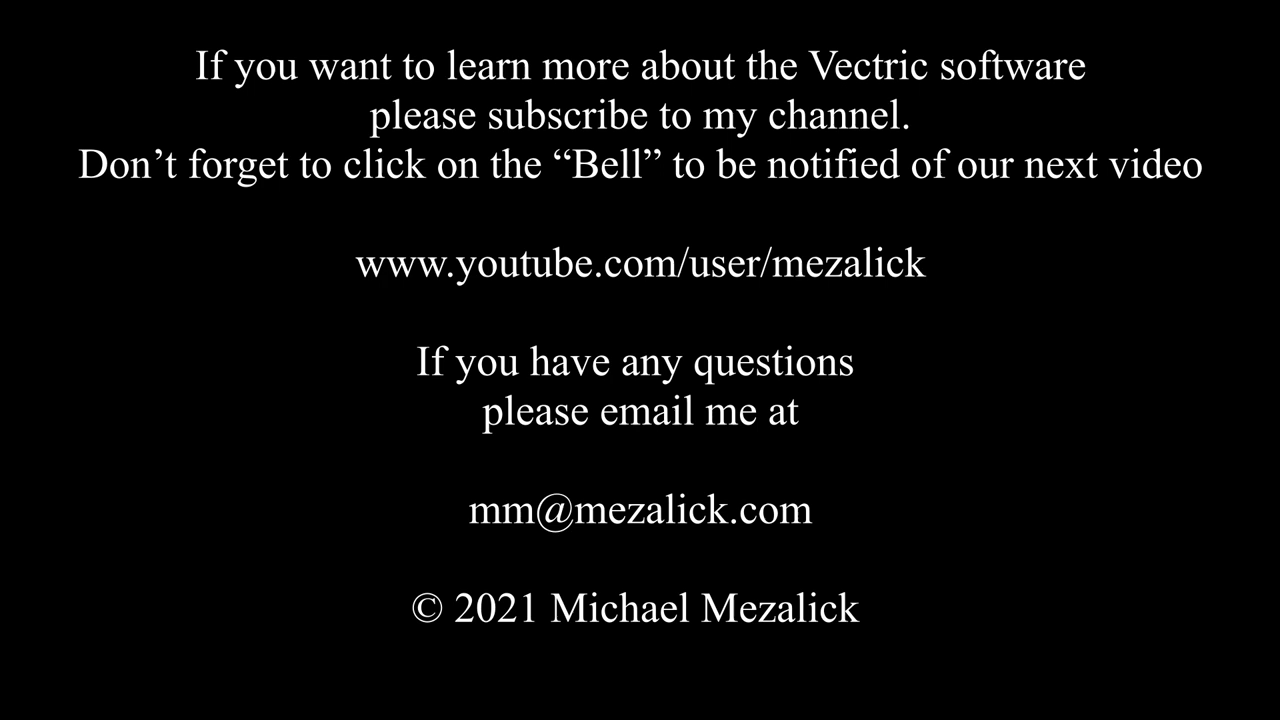 If you want to learn more about the Vectric software
please subscribe to my channel.
Don’t forget to click on the “Bell” to be notified of our next video
www.youtube.com/user/mezalick
If you have any questions
please email me at
mm@mezalick.com
© 2021 Michael Mezalick